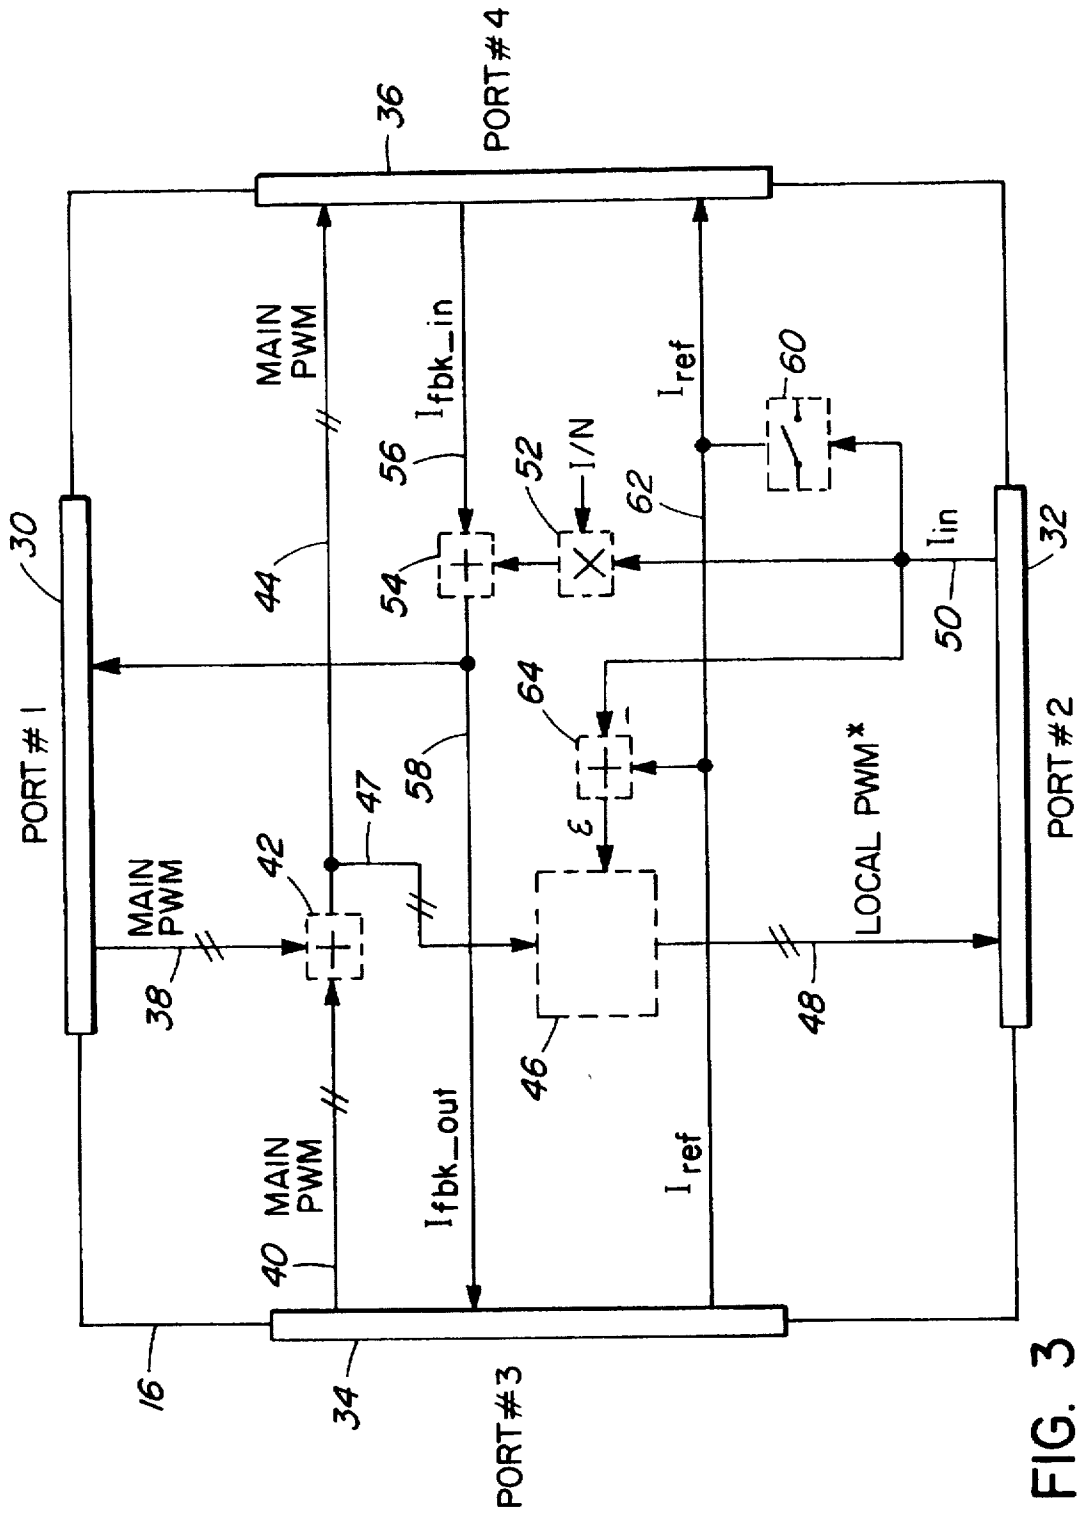 30
PORT # 1
16
38
MAIN
PWM
42
40
MAIN
PWM
44
MAIN
PWM
47
34
PORT #3
36
PORT #4
Ifbk_out
58
54
56
Ifbk_in
52
I/N
46
ε
64
62
Iref
Iref
60
48
LOCAL PWM*
50
Iin
32
PORT #2
FIG. 3